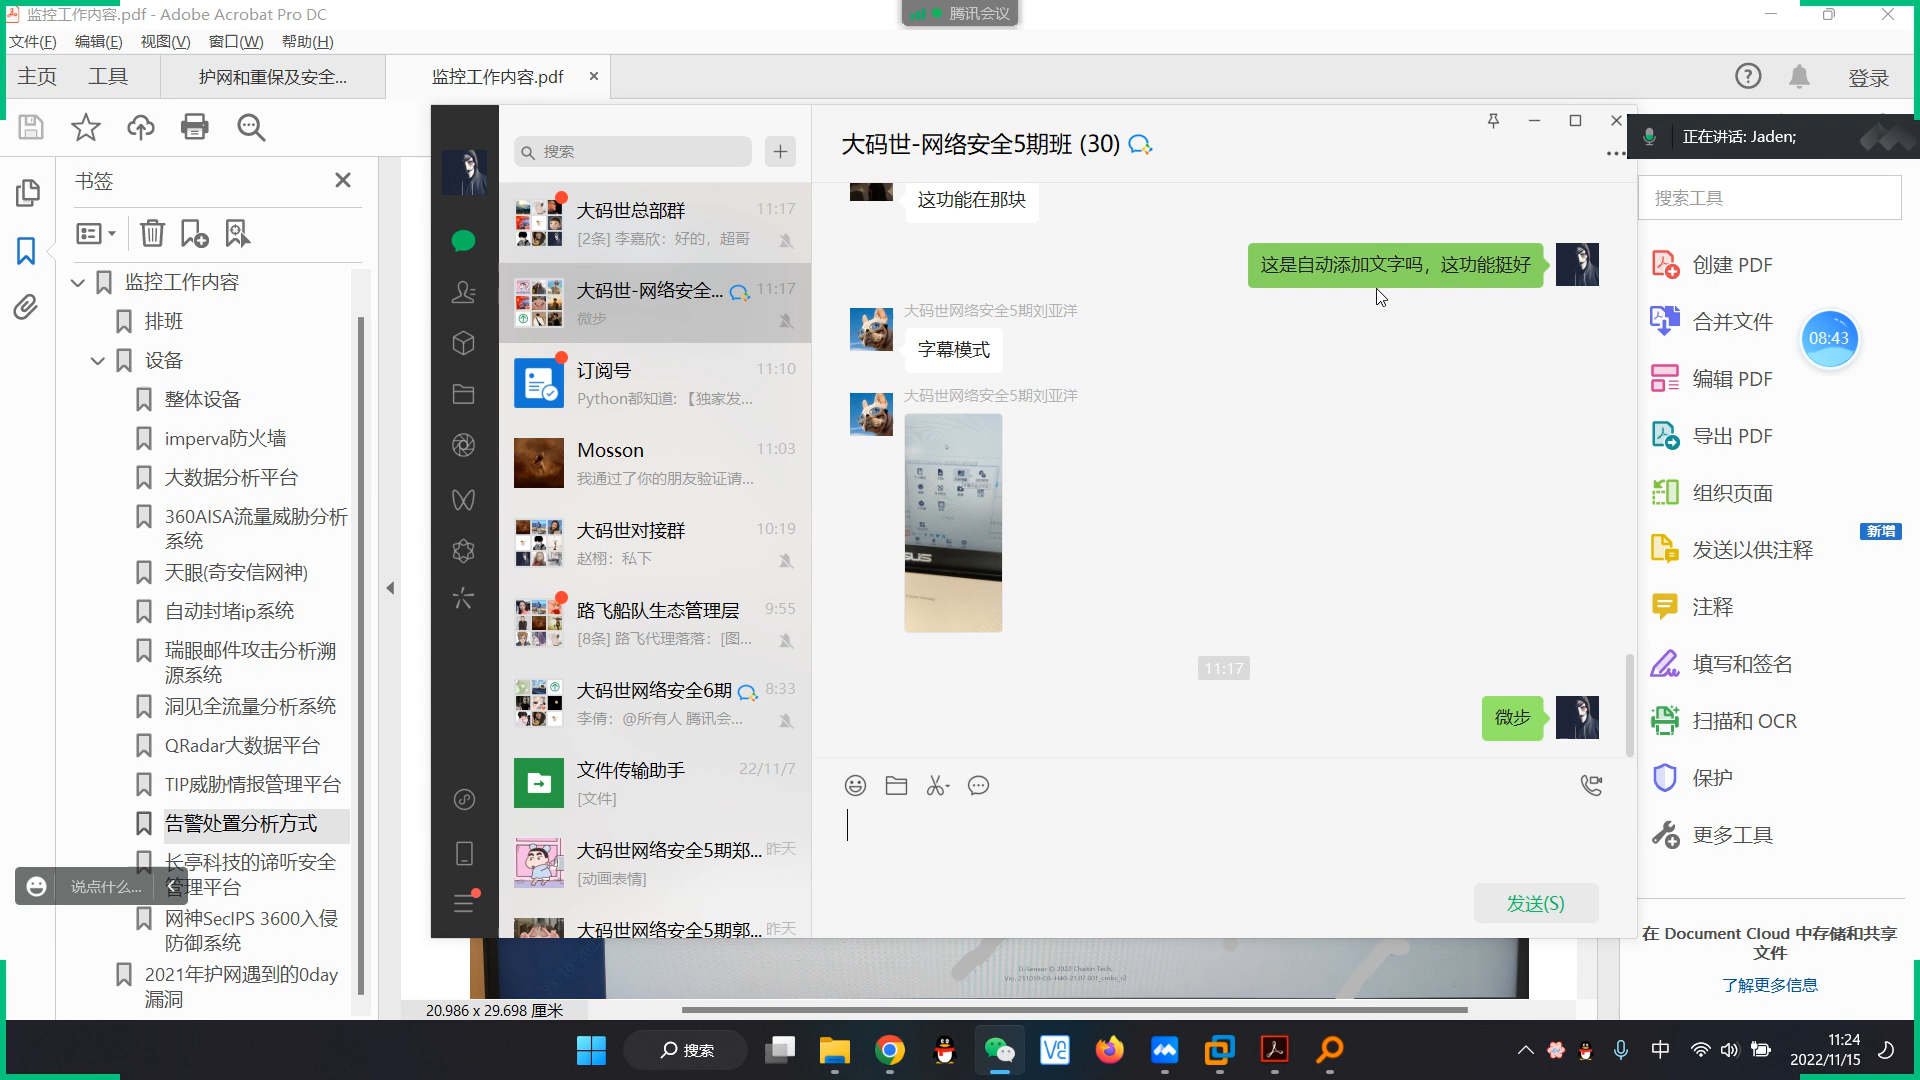 监控工作内容.pdf - Adobe Acrobat Pro DC
腾讯会议
文件(F) 编辑(E) 视图(V) 窗口(W) 帮助(H)
主页 工具 护网和重保及安全... 监控工作内容.pdf × 登录
书签
监控工作内容
排班
设备
整体设备
imperva防火墙
大数据分析平台
360AISA流量威胁分析
系统
天眼(奇安信网神)
自动封堵ip系统
瑞眼邮件攻击分析溯
源系统
洞见全流量分析系统
QRadar大数据平台
TIP威胁情报管理平台
告警处置分析方式
长亭科技的谛听安全
管理平台
网神SecIPS 3600入侵
防御系统
2021年护网遇到的0day
漏洞
说点什么...
搜索
大码世总部群 11:17
[2条] 李嘉欣：好的，超哥
大码世-网络安全... 11:17
微步
订阅号 11:10
Python都知道: 【独家发...
Mosson 11:03
我通过了你的朋友验证请...
大码世对接群 10:19
赵栩：私下
路飞船队生态管理层 9:55
[8条] 路飞代理落落：[图...
大码世网络安全6期 8:33
李倩：@所有人 腾讯会...
文件传输助手 22/11/7
[文件]
大码世网络安全5期郑... 昨天
[动画表情]
大码世网络安全5期郭... 昨天
大码世-网络安全5期班 (30)
这功能在那块
这是自动添加文字吗，这功能挺好
大码世网络安全5期刘亚洋
字幕模式
大码世网络安全5期刘亚洋
11:17
微步
发送(S)
正在讲话: Jaden;
搜索工具
创建 PDF
合并文件
08:43
编辑 PDF
导出 PDF
组织页面
新增
发送以供注释
注释
填写和签名
扫描和 OCR
保护
更多工具
在 Document Cloud 中存储和共享
文件
了解更多信息
D-Sensor © 2022 Chaitin Tech.
20.986 x 29.698 厘米
搜索
中
11:24
2022/11/15